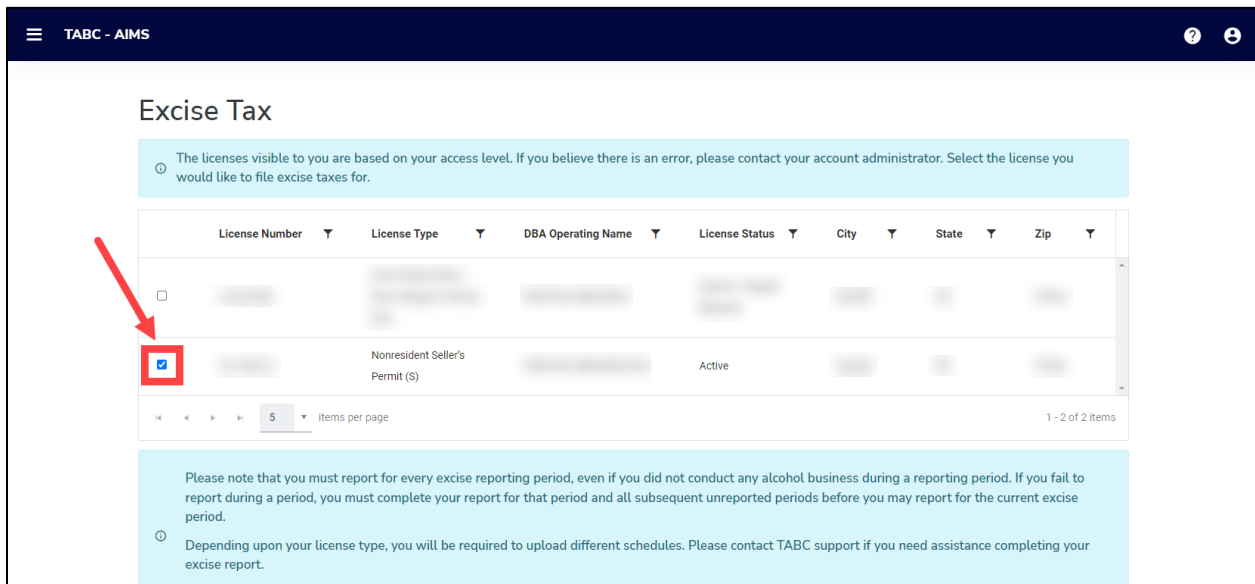 TABC - AIMS
Excise Tax
The licenses visible to you are based on your access level. If you believe there is an error, please contact your account administrator. Select the license you
would like to file excise taxes for.
License Number License Type DBA Operating Name License Status City State Zip
Nonresident Seller's
Permit (S)
Active
5 items per page
1 - 2 of 2 items
Please note that you must report for every excise reporting period, even if you did not conduct any alcohol business during a reporting period. If you fail to
report during a period, you must complete your report for that period and all subsequent unreported periods before you may report for the current excise
period.
Depending upon your license type, you will be required to upload different schedules. Please contact TABC support if you need assistance completing your
excise report.